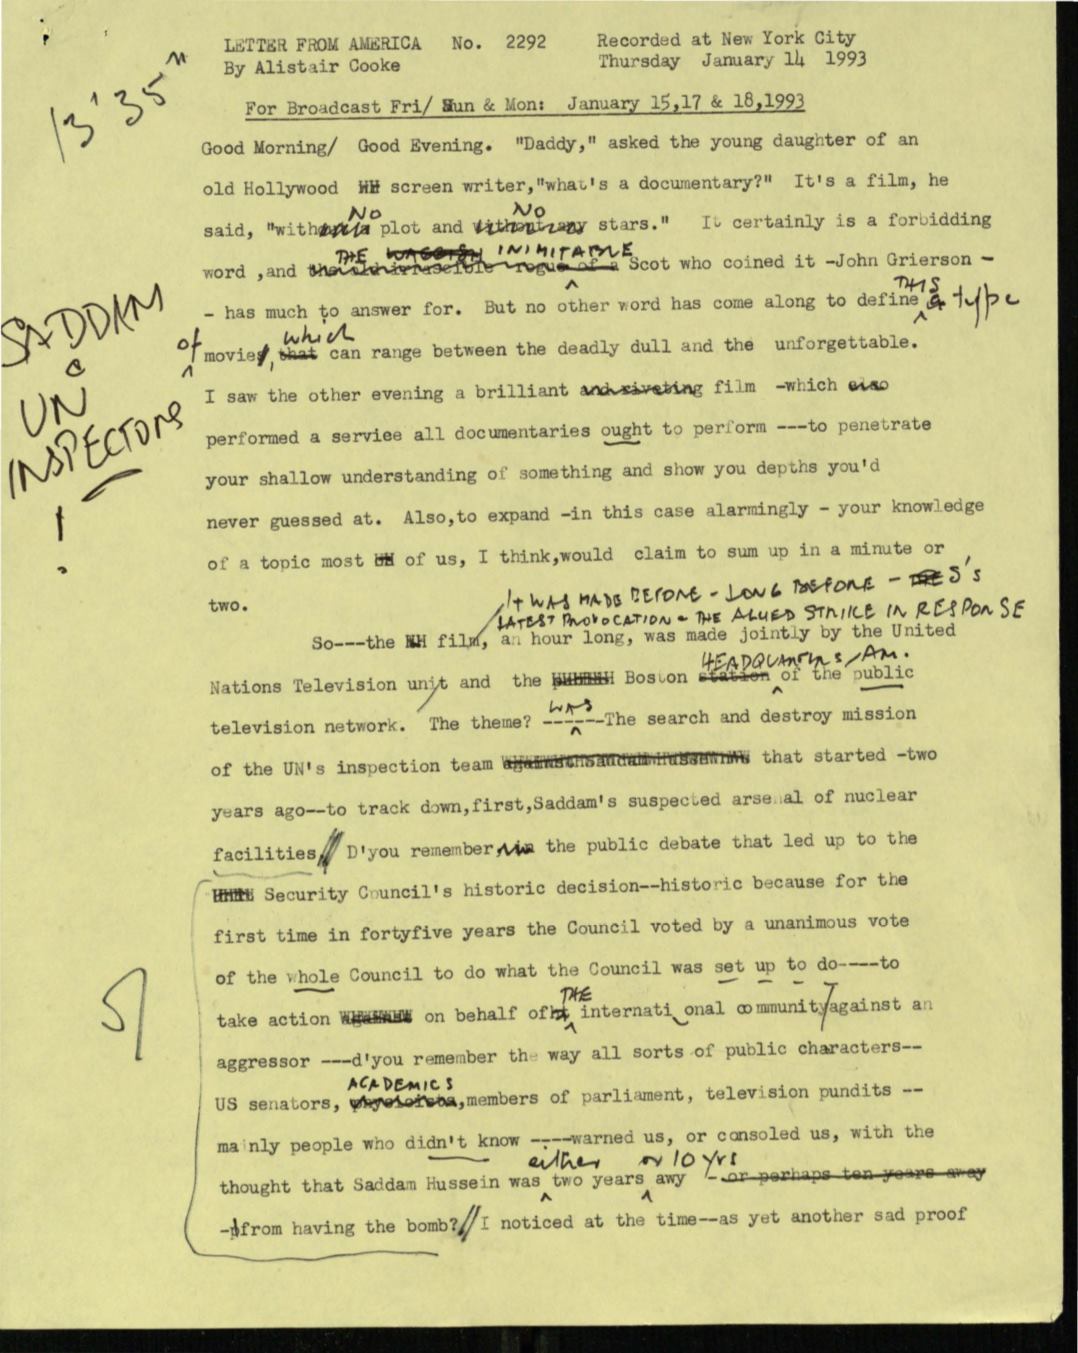 LETTER FROM AMERICA No. 2292 Recorded at New York City
By Alistair Cooke Thursday January 14 1993
13'35"
For Broadcast Fri/ Sun & Mon: January 15,17 & 18,1993
Good Morning/ Good Evening. "Daddy," asked the young daughter of an
old Hollywood screen writer,"what's a documentary?" It's a film, he
NO NO
said, "with plot and stars." It certainly is a forbidding
THE WAGGISH INIMITABLE
word ,and Scot who coined it -John Grierson -
THIS
- has much to answer for. But no other word has come along to define a type
SADDAM
&
UN
INSPECTORS
!
of which
movies, that can range between the deadly dull and the unforgettable.
I saw the other evening a brilliant and riveting film -which also
performed a service all documentaries ought to perform ---to penetrate
your shallow understanding of something and show you depths you'd
never guessed at. Also,to expand -in this case alarmingly - your knowledge
of a topic most of us, I think,would claim to sum up in a minute or
two.
IT WAS MADE BEFORE - LONG BEFORE - THE S's
LATEST PROVOCATION & THE ALLIED STRIKE IN RESPONSE
So---the film, an hour long, was made jointly by the United
HEADQUARTERS/AM.
Nations Television unit and the Boston station of the public
WAS
television network. The theme? ------The search and destroy mission
of the UN's inspection team that started -two
years ago--to track down,first,Saddam's suspected arsenal of nuclear
facilities// D'you remember, in the public debate that led up to the
Security Council's historic decision--historic because for the
first time in fortyfive years the Council voted by a unanimous vote
of the whole Council to do what the Council was set up to do----to
THE
take action on behalf of internati onal community against an
aggressor ---d'you remember the way all sorts of public characters--
ACADEMICS
US senators, ,members of parliament, television pundits --
mainly people who didn't know ----warned us, or consoled us, with the
either or 10 yrs
thought that Saddam Hussein was two years awy - or perhaps ten years away
-from having the bomb?// I noticed at the time--as yet another sad proof